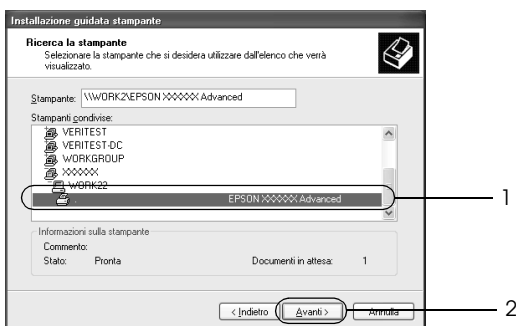 Installazione guidata stampante
Ricerca la stampante
Selezionare la stampante che si desidera utilizzare dall'elenco che verrà
visualizzato.
Stampante: \\WORK2\EPSON XXXXXX Advanced
Stampanti condivise:
VERITEST
VERITEST-DC
WORKGROUP
XXXXXX
WORK22
. EPSON XXXXXX Advanced
1
Informazioni sulla stampante
Commento:
Stato: Pronta Documenti in attesa: 1
< Indietro Avanti > Annulla
2